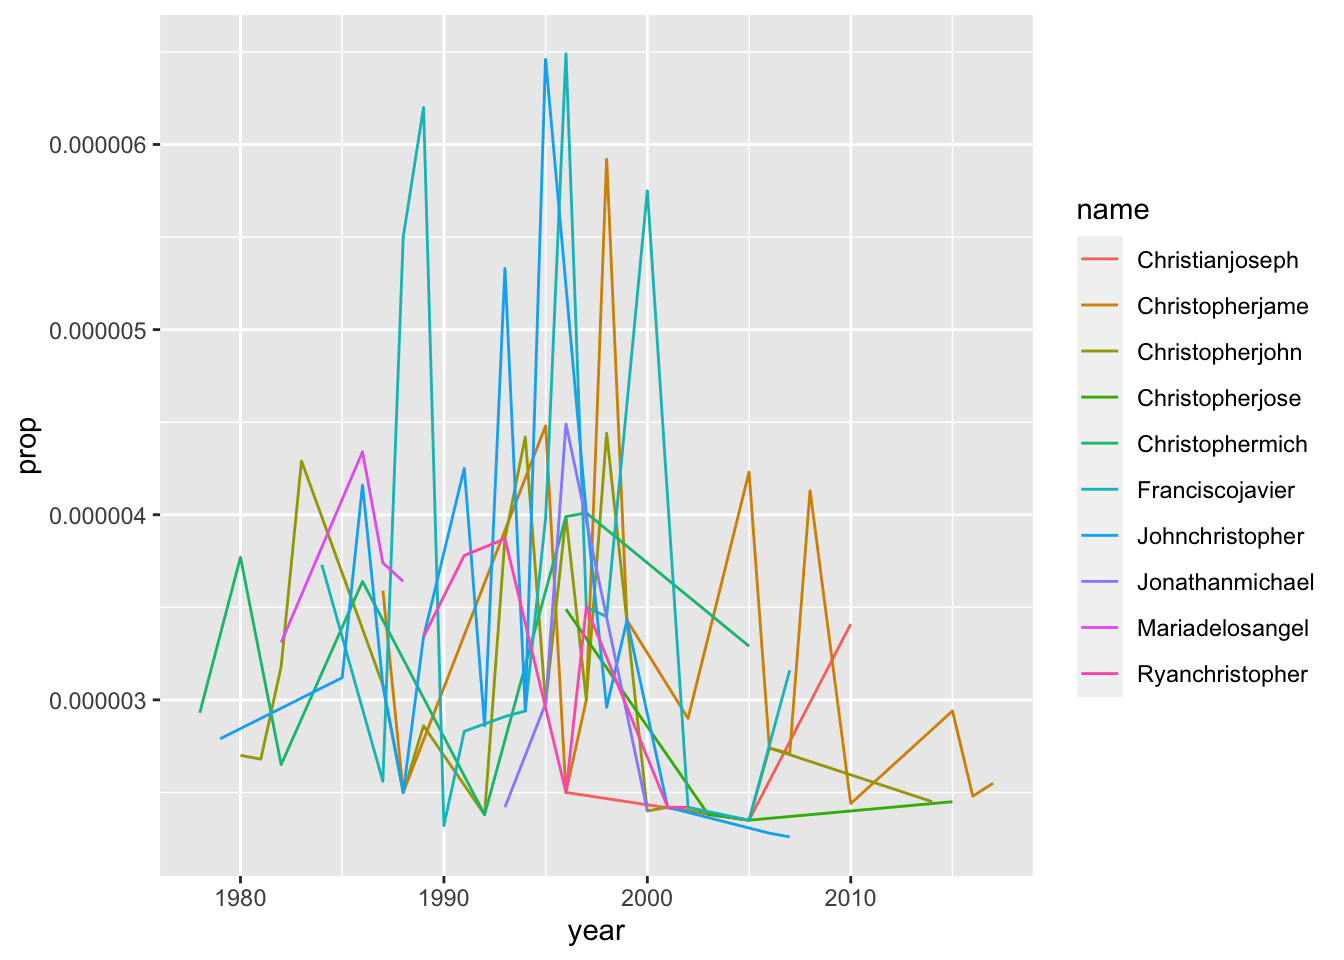 0.000006
0.000005
0.000004
0.000003
prop
1980
1990
2000
2010
year
name
Christianjoseph
Christopherjame
Christopherjohn
Christopherjose
Christophermich
Franciscojavier
Johnchristopher
Jonathanmichael
Mariadelosangel
Ryanchristopher